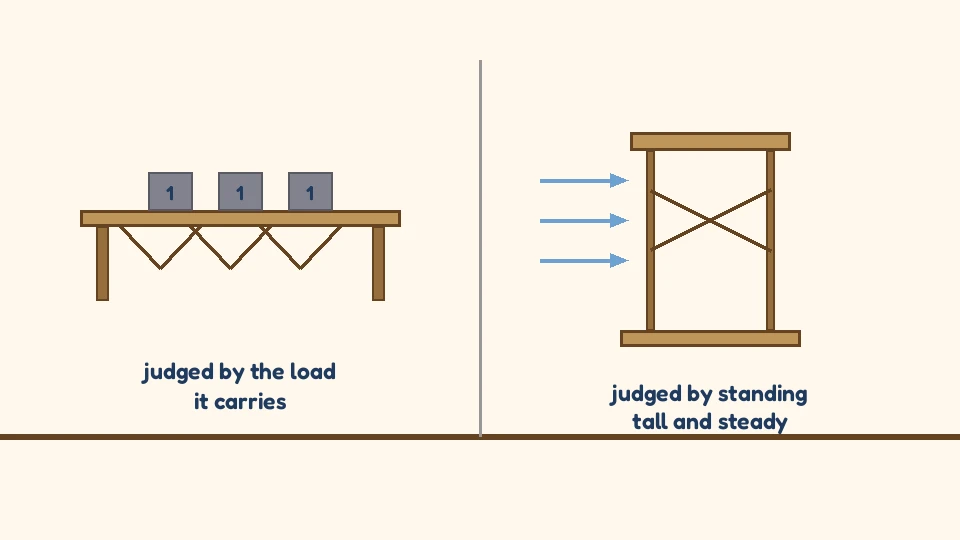 1 1 1
judged by the load
it carries
judged by standing
tall and steady